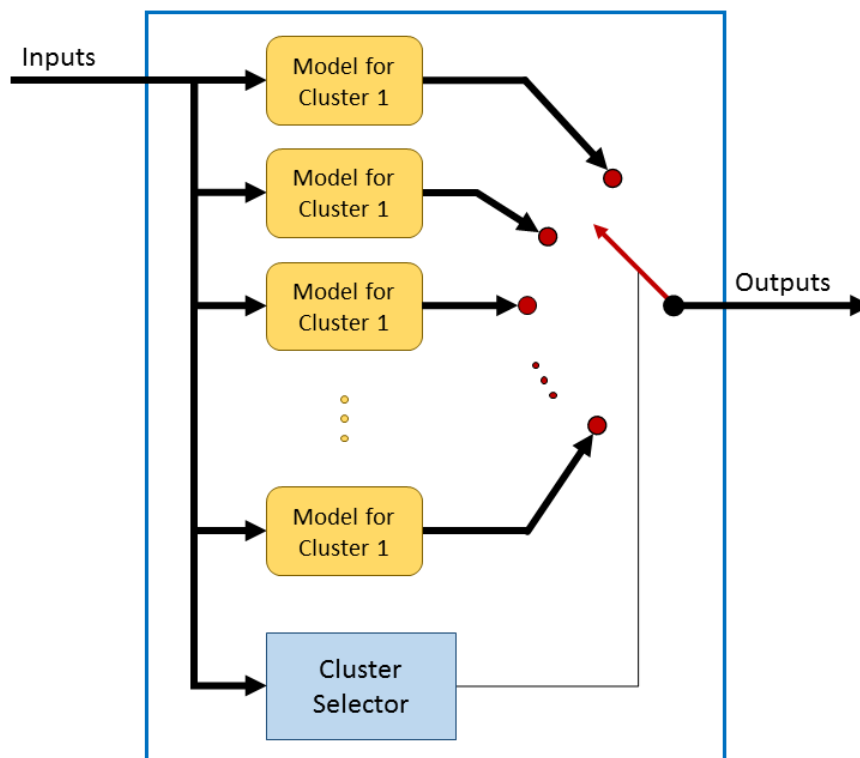 Inputs
Model for
Cluster 1
Model for
Cluster 1
Model for
Cluster 1
Outputs
Model for
Cluster 1
Cluster
Selector